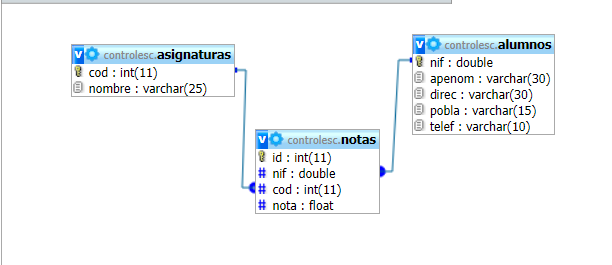 controlesc.asignaturas
cod : int(11)
nombre : varchar(25)
controlesc.alumnos
nif : double
apenom : varchar(30)
direc : varchar(30)
pobla : varchar(15)
telef : varchar(10)
controlesc.notas
id : int(11)
# nif : double
# cod : int(11)
# nota : float